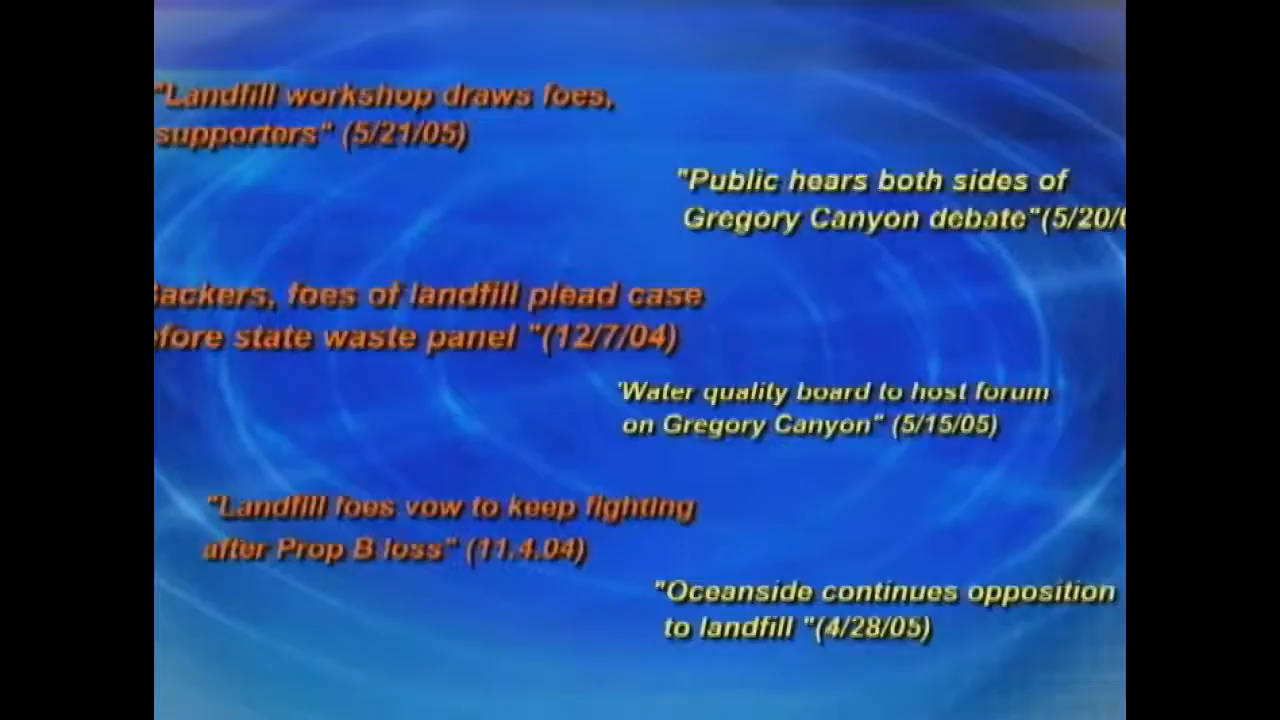 "Landfill workshop draws foes,
supporters" (5/21/05)
"Public hears both sides of
Gregory Canyon debate"(5/20/
foes of landfill plead case
state waste panel "(12/7/04)
"Water quality board to host forum
on Gregory Canyon" (5/15/05)
"Landfill foes vow to keep fighting
after Prop B loss" (11.4.04)
"Oceanside continues opposition
to landfill "(4/28/05)